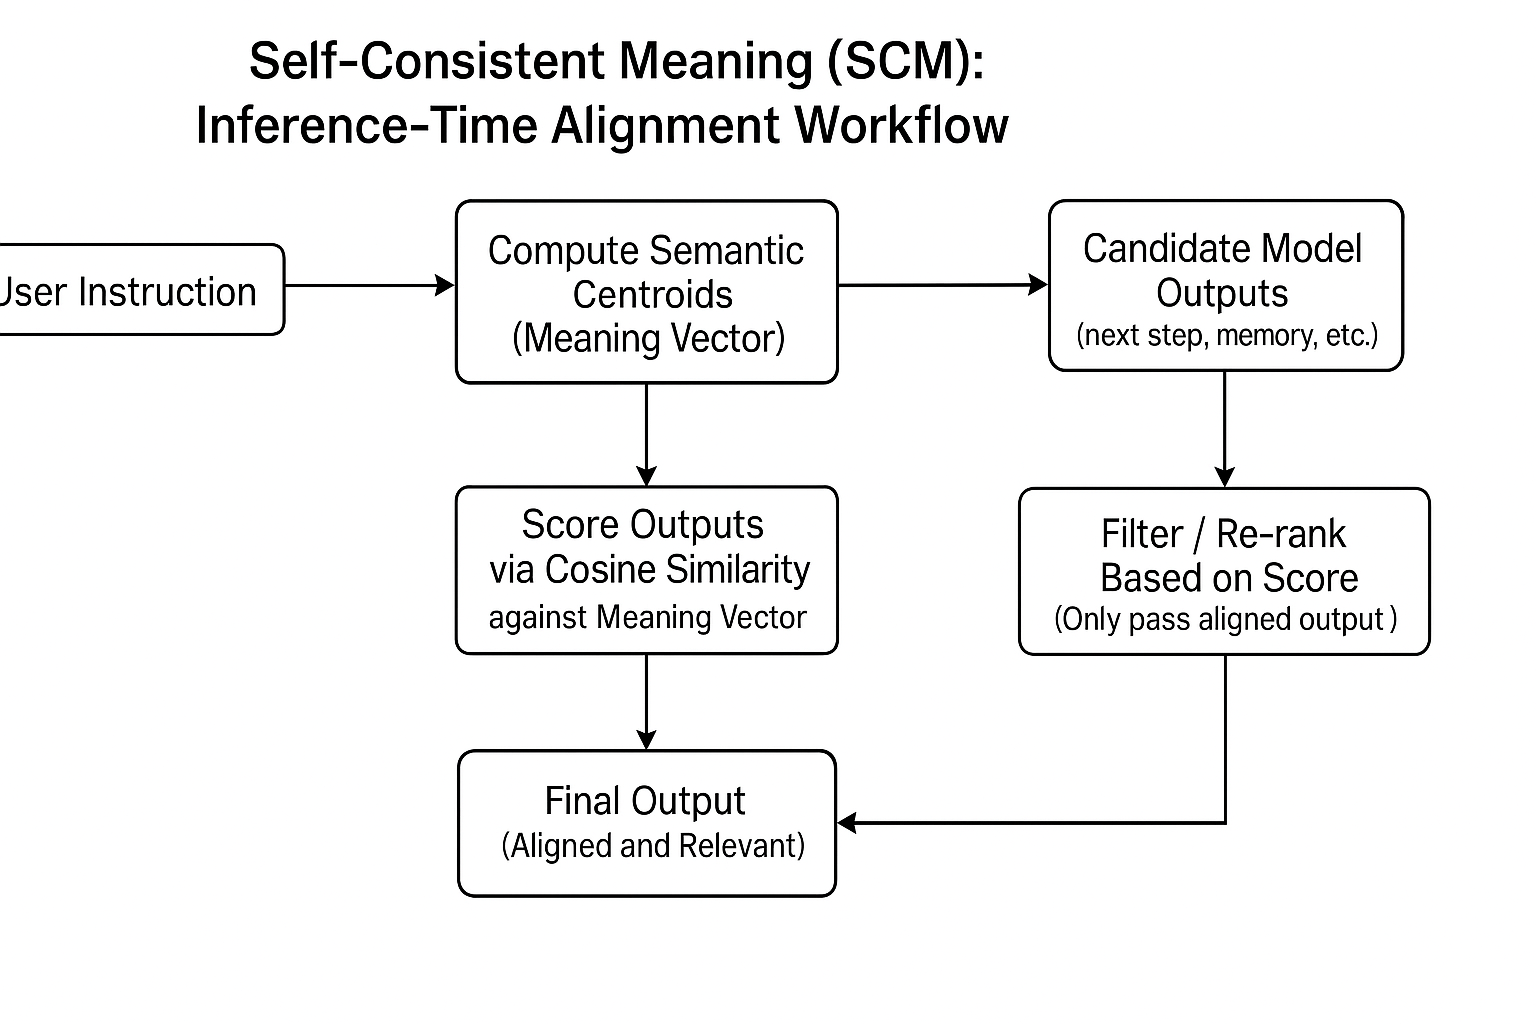 Self-Consistent Meaning (SCM):
Inference-Time Alignment Workflow
User Instruction
Compute Semantic
Centroids
(Meaning Vector)
Candidate Model
Outputs
(next step, memory, etc.)
Score Outputs
via Cosine Similarity
against Meaning Vector
Filter / Re-rank
Based on Score
(Only pass aligned output)
Final Output
(Aligned and Relevant)